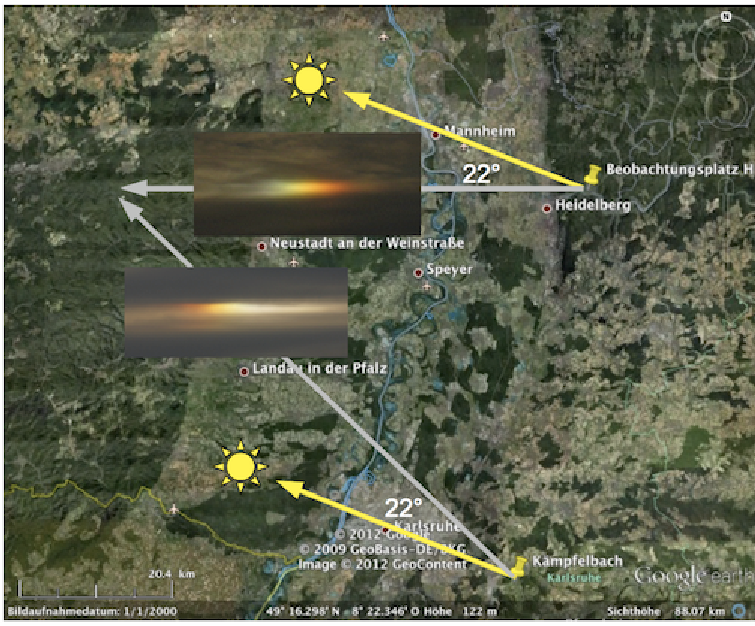 N
Mannheim
22°
Beobachtungsplatz H
Heidelberg
Neustadt an der Weinstraße
Speyer
Landau in der Pfalz
22°
Karlsruhe
© 2012 Google
© 2009 GeoBasis-DE/BKG
Image © 2012 GeoContent
Kämpfelbach
Karlsruhe
20.4 km
Google earth
Bildaufnahmedatum: 1/1/2000 49° 16.298' N - 8° 22.346' O Höhe 122 m Sichthöhe 88.07 km